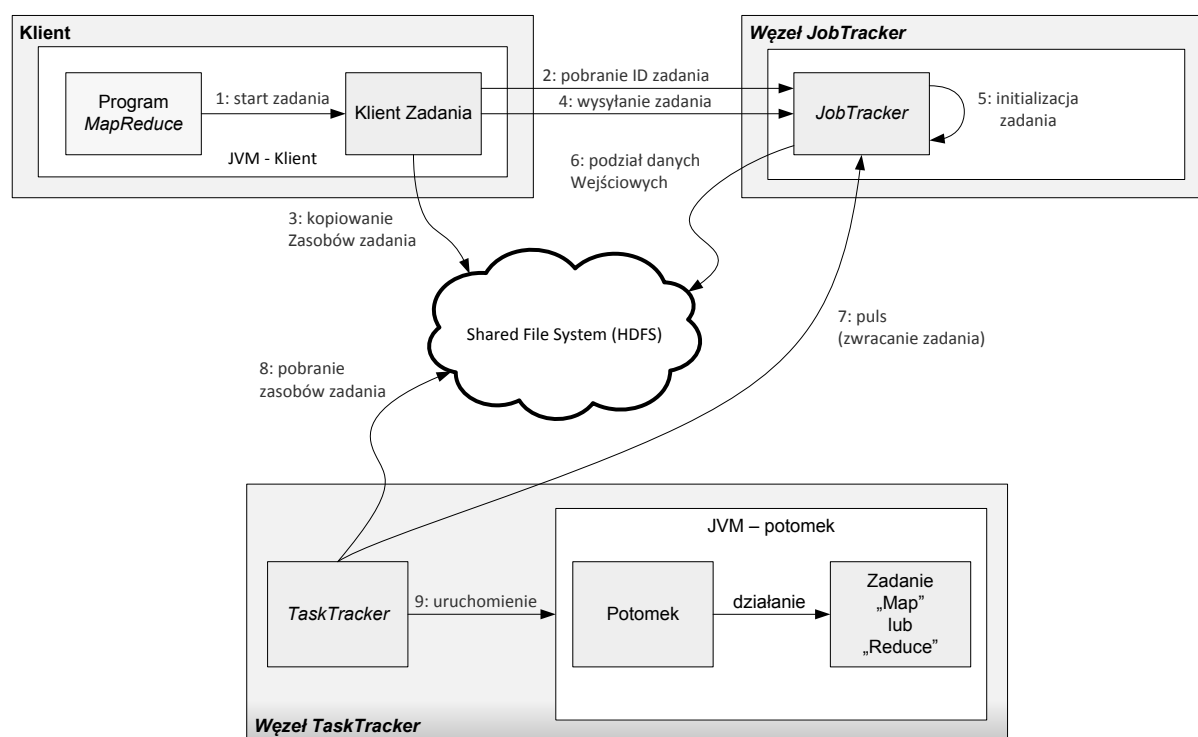 Klient
Program
MapReduce
1: start zadania
Klient Zadania
JVM - Klient
2: pobranie ID zadania
4: wysyłanie zadania
Węzeł JobTracker
JobTracker
5: initializacja
zadania
6: podział danych
Wejściowych
3: kopiowanie
Zasobów zadania
Shared File System (HDFS)
7: puls
(zwracanie zadania)
8: pobranie
zasobów zadania
JVM – potomek
TaskTracker
9: uruchomienie
Potomek
działanie
Zadanie
„Map”
lub
„Reduce”
Węzeł TaskTracker